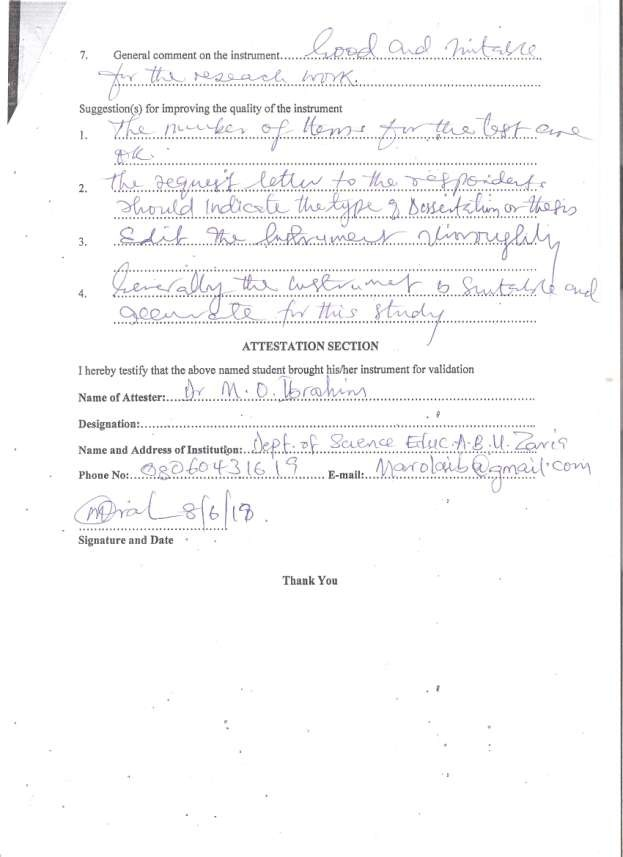 7. General comment on the instrument....Good and suitable
for the research work.
Suggestion(s) for improving the quality of the instrument
1. The number of Items for the test are
O.K.
2. The request letter to the respondents
should indicate the type of Dessertation or thesis
3. Edit the Instrument thoroughly
4. Generally the instrument is suitable and
accurate for this study
ATTESTATION SECTION
I hereby testify that the above named student brought his/her instrument for validation
Name of Attester:....Dr M. O. Ibrahim
Designation:....
Name and Address of Institution:..Dept. of Science Educ. A.B.U. Zaria
Phone No:...08060431619.... E-mail:..Marolaib@gmail.com
8/6/18.
Signature and Date
Thank You